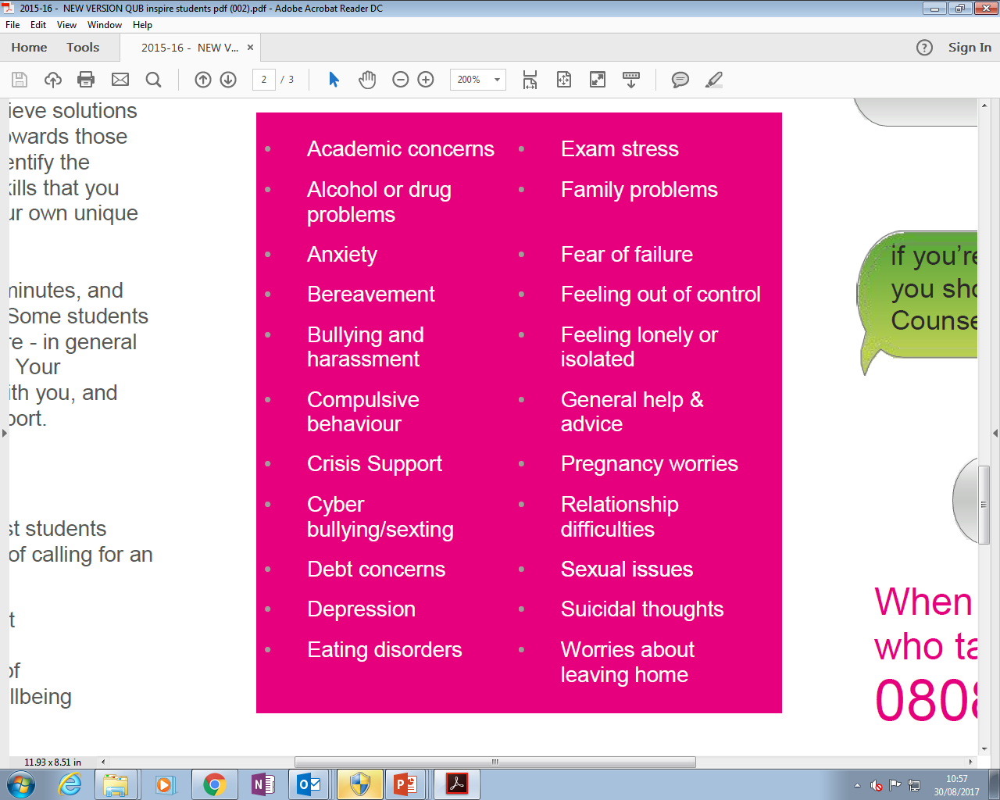 2015-16 -  NEW VERSION QUB inspire students pdf (002).pdf - Adobe Acrobat Reader DC
File Edit View Window Help
Home Tools 2015-16 -  NEW V... × ? Sign In
2 / 3 200%
ieve solutions
owards those
entify the
kills that you
ur own unique
minutes, and
Some students
re - in general
Your
ith you, and
port.
st students
of calling for an
t
of
llbeing
• Academic concerns
• Alcohol or drug
problems
• Anxiety
• Bereavement
• Bullying and
harassment
• Compulsive
behaviour
• Crisis Support
• Cyber
bullying/sexting
• Debt concerns
• Depression
• Eating disorders
• Exam stress
• Family problems
• Fear of failure
• Feeling out of control
• Feeling lonely or
isolated
• General help &
advice
• Pregnancy worries
• Relationship
difficulties
• Sexual issues
• Suicidal thoughts
• Worries about
leaving home
if you're
you sho
Counse
When
who ta
0808
11.93 x 8.51 in
10:57
30/08/2017